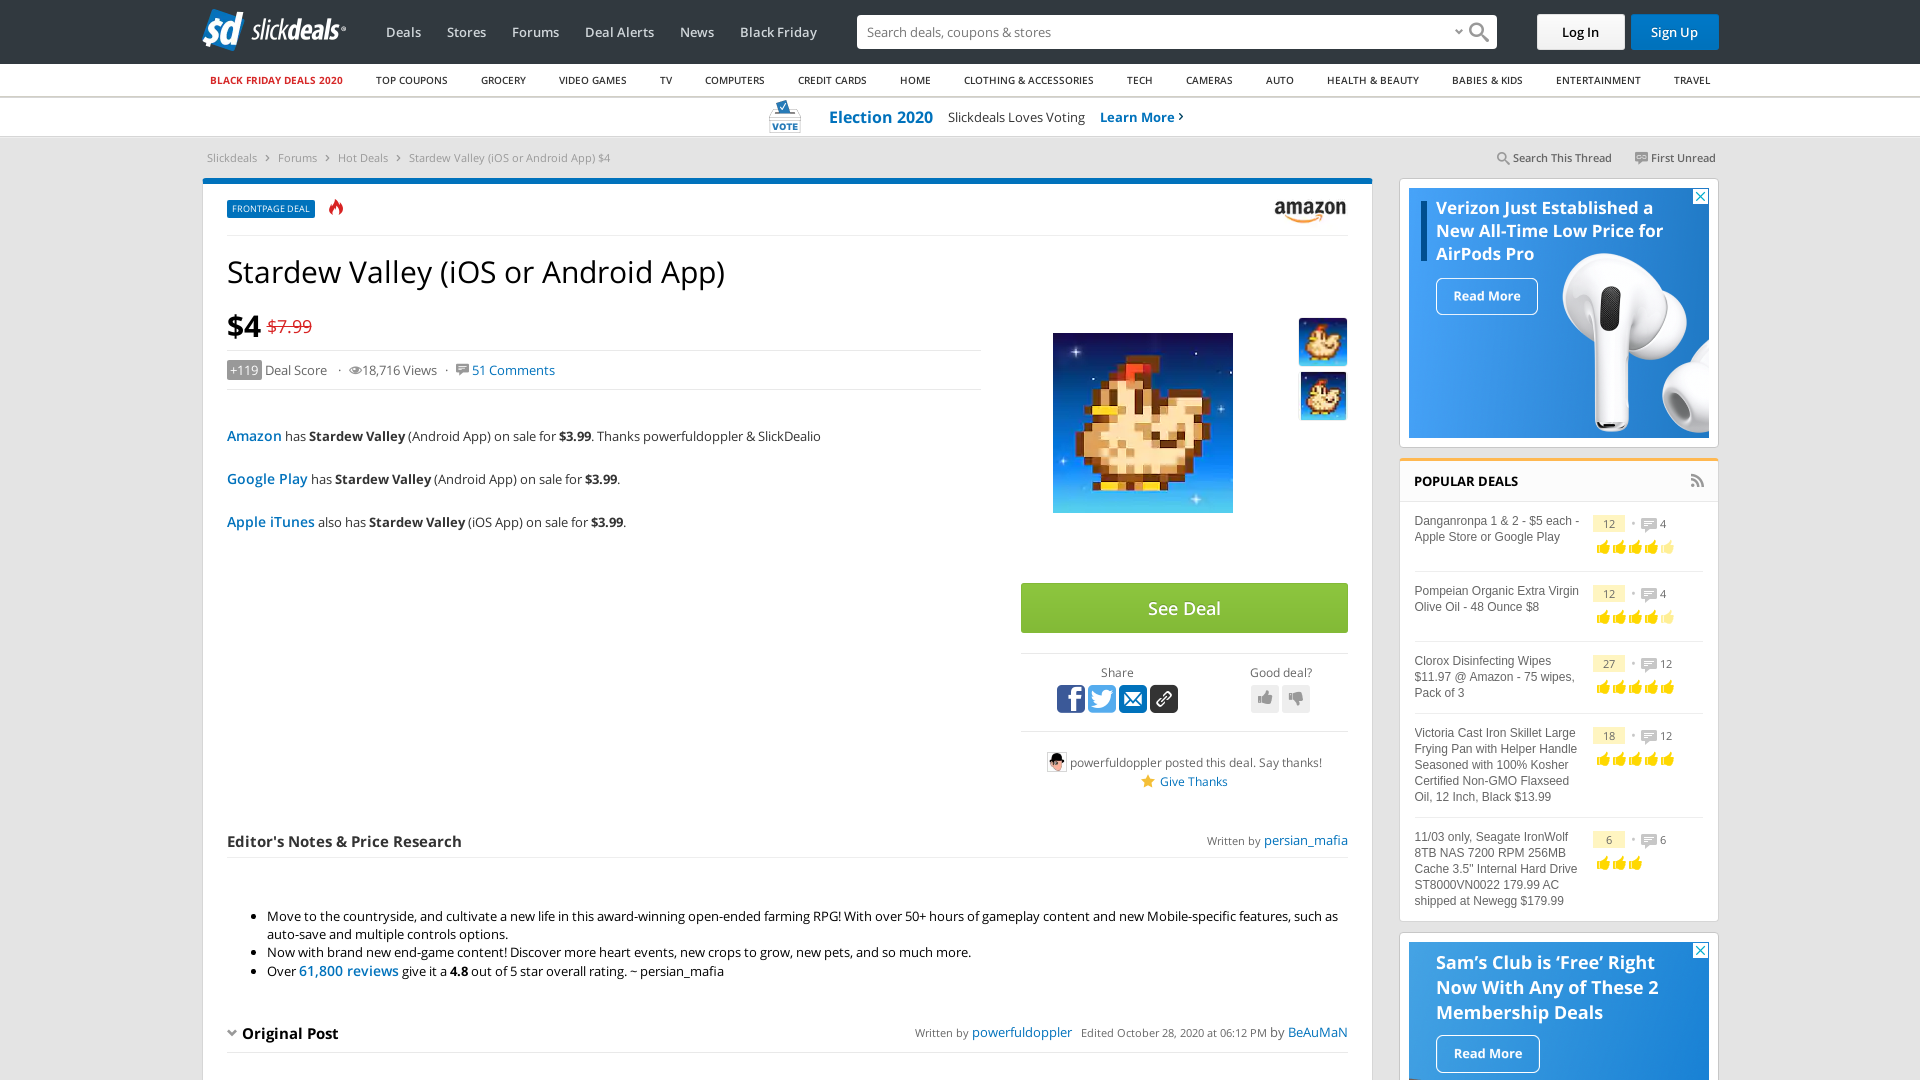 sd slickdeals
Deals
Stores
Forums
Deal Alerts
News
Black Friday
Search deals, coupons & stores
Log In
Sign Up
BLACK FRIDAY DEALS 2020
TOP COUPONS
GROCERY
VIDEO GAMES
TV
COMPUTERS
CREDIT CARDS
HOME
CLOTHING & ACCESSORIES
TECH
CAMERAS
AUTO
HEALTH & BEAUTY
BABIES & KIDS
ENTERTAINMENT
TRAVEL
VOTE
Election 2020 Slickdeals Loves Voting Learn More ›
Slickdeals › Forums › Hot Deals › Stardew Valley (iOS or Android App) $4
Search This Thread
First Unread
FRONTPAGE DEAL
amazon
Stardew Valley (iOS or Android App)
$4 $7.99
+119 Deal Score · 18,716 Views · 51 Comments
Amazon has Stardew Valley (Android App) on sale for $3.99. Thanks powerfuldoppler & SlickDealio
Google Play has Stardew Valley (Android App) on sale for $3.99.
Apple iTunes also has Stardew Valley (iOS App) on sale for $3.99.
See Deal
Share
Good deal?
powerfuldoppler posted this deal. Say thanks!
Give Thanks
Editor's Notes & Price Research
Written by persian_mafia
• Move to the countryside, and cultivate a new life in this award-winning open-ended farming RPG! With over 50+ hours of gameplay content and new Mobile-specific features, such as
auto-save and multiple controls options.
• Now with brand new end-game content! Discover more heart events, new crops to grow, new pets, and so much more.
• Over 61,800 reviews give it a 4.8 out of 5 star overall rating. ~ persian_mafia
Original Post
Written by powerfuldoppler Edited October 28, 2020 at 06:12 PM by BeAuMaN
Verizon Just Established a
New All-Time Low Price for
AirPods Pro
Read More
POPULAR DEALS
Danganronpa 1 & 2 - $5 each -
Apple Store or Google Play
12 • 4
Pompeian Organic Extra Virgin
Olive Oil - 48 Ounce $8
12 • 4
Clorox Disinfecting Wipes
$11.97 @ Amazon - 75 wipes,
Pack of 3
27 • 12
Victoria Cast Iron Skillet Large
Frying Pan with Helper Handle
Seasoned with 100% Kosher
Certified Non-GMO Flaxseed
Oil, 12 Inch, Black $13.99
18 • 12
11/03 only, Seagate IronWolf
8TB NAS 7200 RPM 256MB
Cache 3.5" Internal Hard Drive
ST8000VN0022 179.99 AC
shipped at Newegg $179.99
6 • 6
Sam's Club is ‘Free’ Right
Now With Any of These 2
Membership Deals
Read More